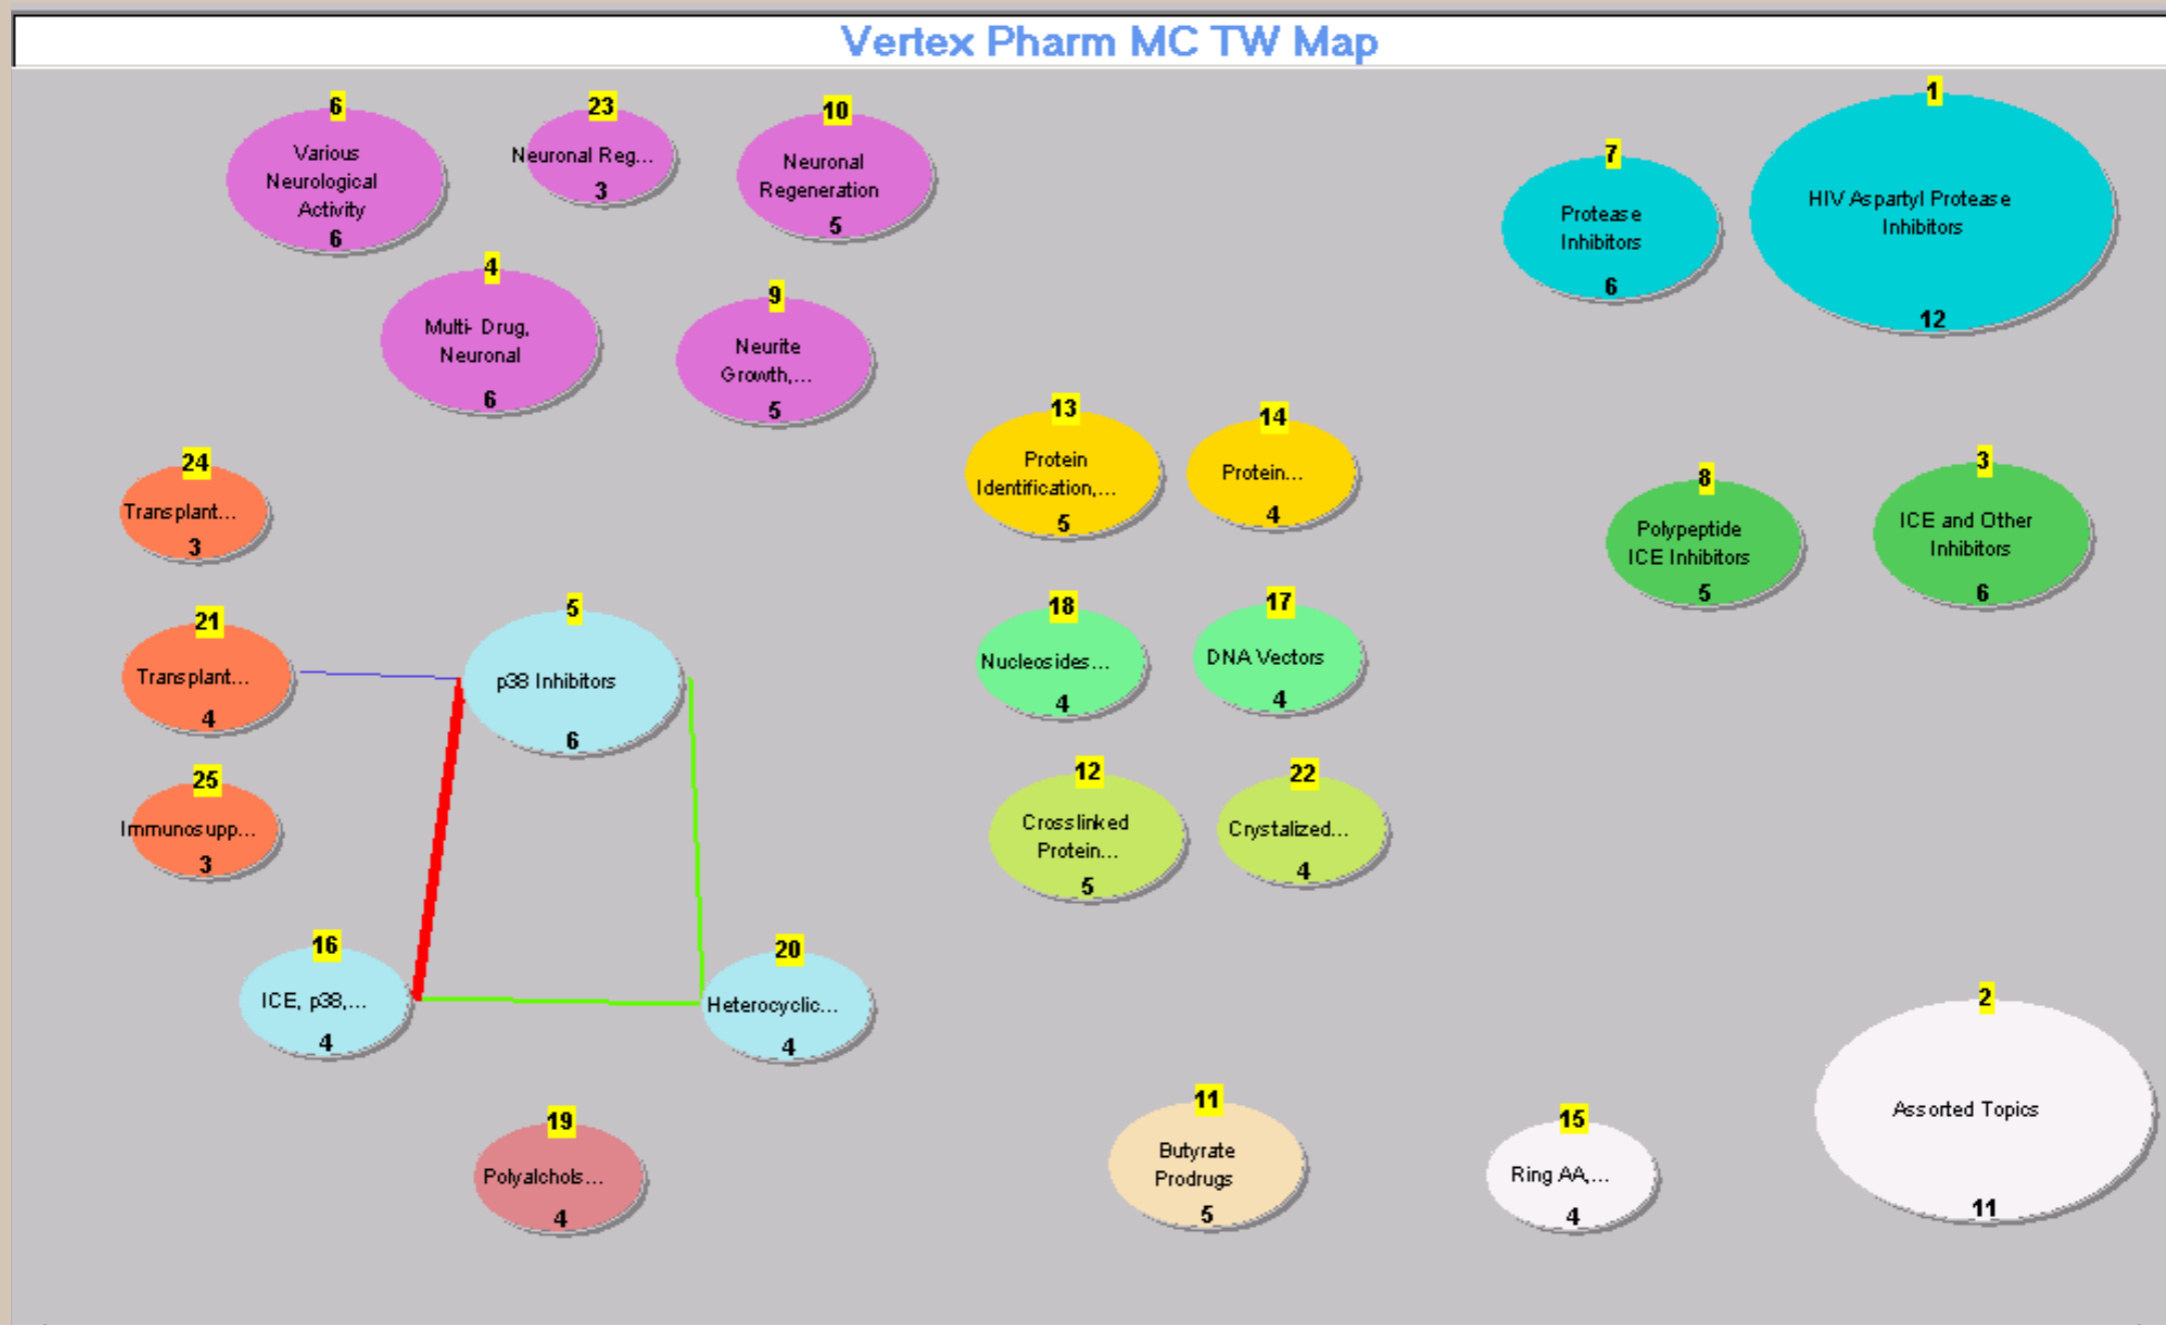 Vertex Pharm MC TW Map
6
Various
Neurological
Activity
6
23
Neuronal Reg...
3
10
Neuronal
Regeneration
5
7
Protease
Inhibitors
6
1
HIV Aspartyl Protease
Inhibitors
12
4
Multi- Drug,
Neuronal
6
9
Neurite
Growth,...
5
13
Protein
Identification,...
5
14
Protein...
4
24
Transplant...
3
8
Polypeptide
ICE Inhibitors
5
3
ICE and Other
Inhibitors
6
21
Transplant...
4
5
p38 Inhibitors
6
18
Nucleosides...
4
17
DNA Vectors
4
25
Immunosupp...
3
12
Crosslinked
Protein...
5
22
Crystalized...
4
16
ICE, p38,...
4
20
Heterocyclic...
4
2
Assorted Topics
11
19
Polyalchols...
4
11
Butyrate
Prodrugs
5
15
Ring AA,...
4